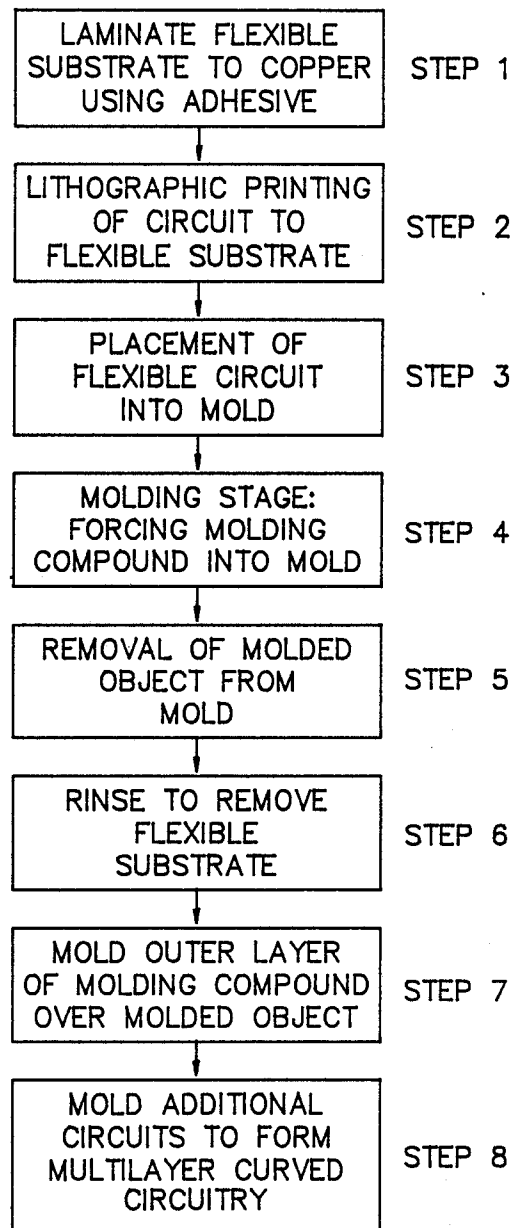 LAMINATE FLEXIBLE
SUBSTRATE TO COPPER
USING ADHESIVE
STEP 1
LITHOGRAPHIC PRINTING
OF CIRCUIT TO
FLEXIBLE SUBSTRATE
STEP 2
PLACEMENT OF
FLEXIBLE CIRCUIT
INTO MOLD
STEP 3
MOLDING STAGE:
FORCING MOLDING
COMPOUND INTO MOLD
STEP 4
REMOVAL OF MOLDED
OBJECT FROM
MOLD
STEP 5
RINSE TO REMOVE
FLEXIBLE
SUBSTRATE
STEP 6
MOLD OUTER LAYER
OF MOLDING COMPOUND
OVER MOLDED OBJECT
STEP 7
MOLD ADDITIONAL
CIRCUITS TO FORM
MULTILAYER CURVED
CIRCUITRY
STEP 8